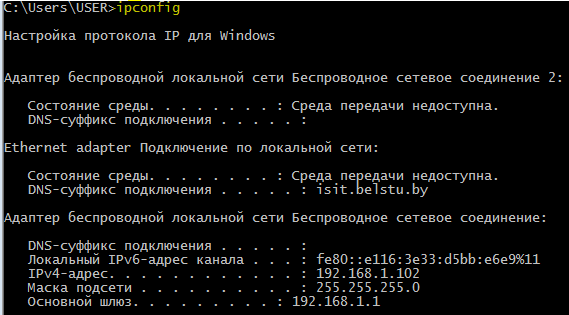 C:\Users\USER>ipconfig
Настройка протокола IP для Windows
Адаптер беспроводной локальной сети Беспроводное сетевое соединение 2:
Состояние среды. . . . . . . . : Среда передачи недоступна.
DNS-суффикс подключения . . . . . :
Ethernet adapter Подключение по локальной сети:
Состояние среды. . . . . . . . : Среда передачи недоступна.
DNS-суффикс подключения . . . . . : isit.belstu.by
Адаптер беспроводной локальной сети Беспроводное сетевое соединение:
DNS-суффикс подключения . . . . . :
Локальный IPv6-адрес канала . . . : fe80::e116:3e33:d5bb:e6e9%11
IPv4-адрес. . . . . . . . . . . . : 192.168.1.102
Маска подсети . . . . . . . . . . : 255.255.255.0
Основной шлюз. . . . . . . . . : 192.168.1.1